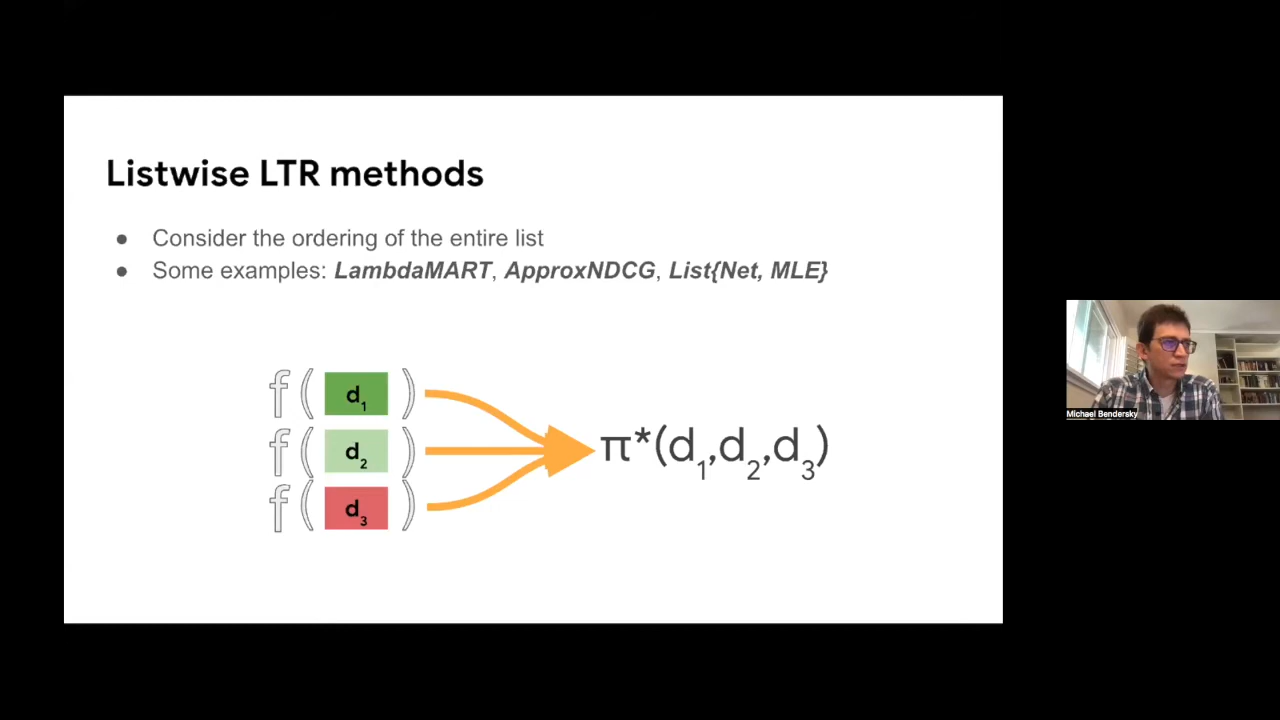 Listwise LTR methods
● Consider the ordering of the entire list
● Some examples: LambdaMART, ApproxNDCG, List{Net, MLE}
f ( d1 )
f ( d2 )
f ( d3 )
π*(d1,d2,d3)
Michael Bendersky